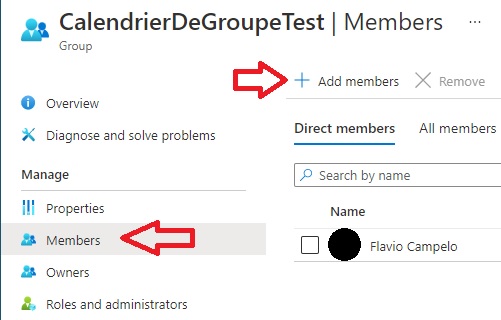 CalendrierDeGroupeTest | Members ...
Group
Add members Remove
Overview
Diagnose and solve problems
Direct members All members
Manage
Search by name
Properties
Name
Members
Flavio Campelo
Owners
Roles and administrators